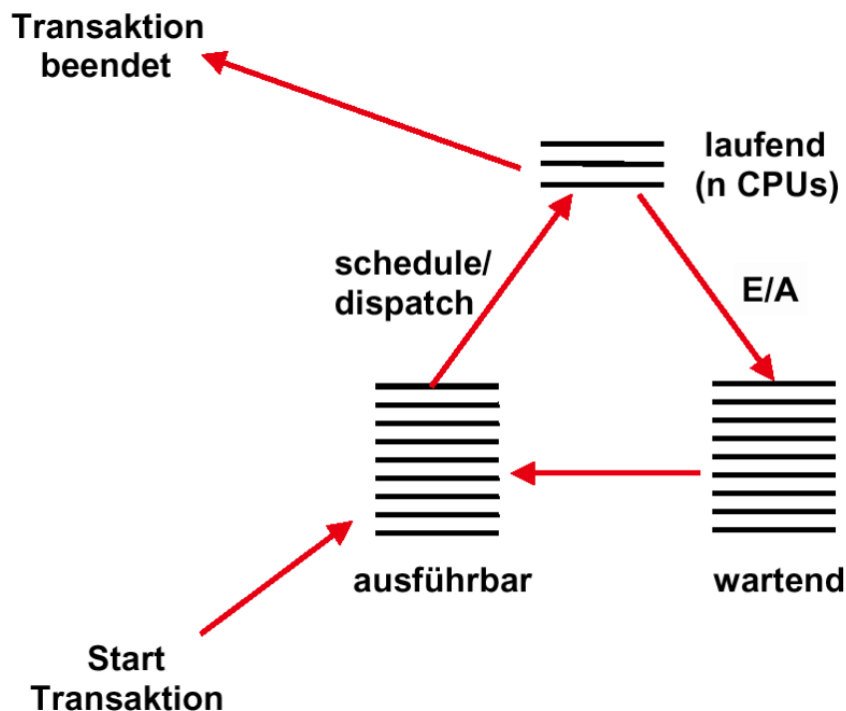 Transaktion
beendet
laufend
(n CPUs)
schedule/
dispatch
E/A
ausführbar
wartend
Start
Transaktion